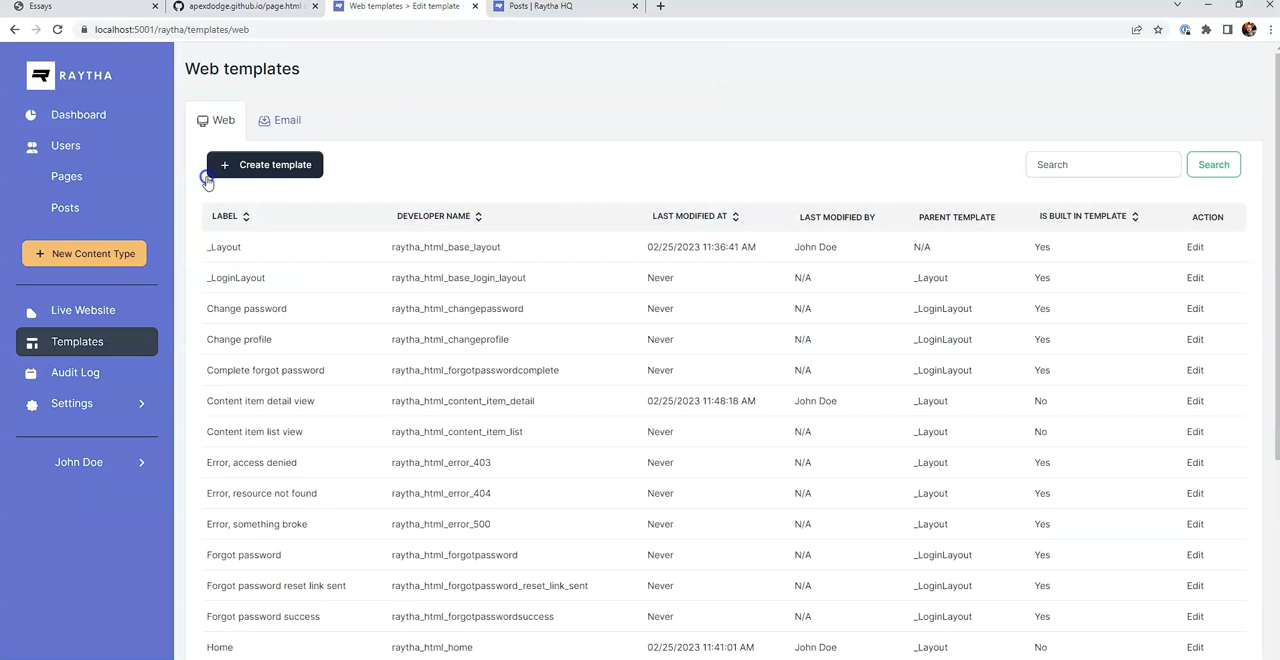 Essays
apexdodge.github.io/page.html
Web templates > Edit template
Posts | Raytha HQ
localhost:5001/raytha/templates/web
RAYTHA
Dashboard
Users
Pages
Posts
+ New Content Type
Live Website
Templates
Audit Log
Settings
John Doe
Web templates
Web
Email
+ Create template
Search
Search
LABEL DEVELOPER NAME LAST MODIFIED AT LAST MODIFIED BY PARENT TEMPLATE IS BUILT IN TEMPLATE ACTION
_Layout raytha_html_base_layout 02/25/2023 11:36:41 AM John Doe N/A Yes Edit
_LoginLayout raytha_html_base_login_layout Never N/A _Layout Yes Edit
Change password raytha_html_changepassword Never N/A _LoginLayout Yes Edit
Change profile raytha_html_changeprofile Never N/A _LoginLayout Yes Edit
Complete forgot password raytha_html_forgotpasswordcomplete Never N/A _LoginLayout Yes Edit
Content item detail view raytha_html_content_item_detail 02/25/2023 11:48:18 AM John Doe _Layout No Edit
Content item list view raytha_html_content_item_list Never N/A _Layout No Edit
Error, access denied raytha_html_error_403 Never N/A _Layout Yes Edit
Error, resource not found raytha_html_error_404 Never N/A _Layout Yes Edit
Error, something broke raytha_html_error_500 Never N/A _Layout Yes Edit
Forgot password raytha_html_forgotpassword Never N/A _LoginLayout Yes Edit
Forgot password reset link sent raytha_html_forgotpassword_reset_link_sent Never N/A _LoginLayout Yes Edit
Forgot password success raytha_html_forgotpasswordsuccess Never N/A _LoginLayout Yes Edit
Home raytha_html_home 02/25/2023 11:41:01 AM John Doe _Layout No Edit